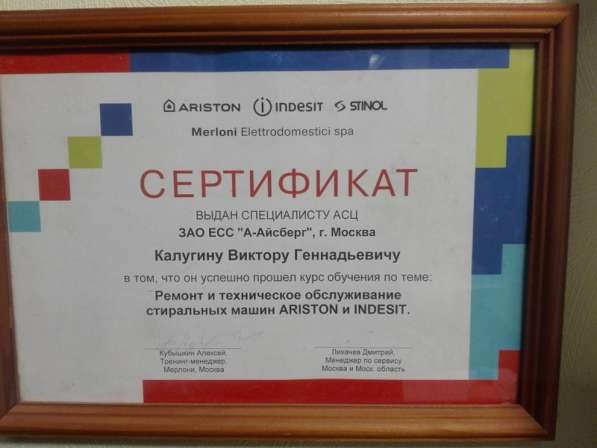 ARISTON INDESIT STINOL
Merloni Elettrodomestici spa
СЕРТИФИКАТ
ВЫДАН СПЕЦИАЛИСТУ АСЦ
ЗАО ЕСС "А-Айсберг", г. Москва
Калугину Виктору Геннадьевичу
в том, что он успешно прошел курс обучения по теме:
Ремонт и техническое обслуживание
стиральных машин ARISTON и INDESIT.
Кубышкин Алексей,
Тренинг-менеджер,
Мерлони, Москва
Лихачев Дмитрий,
Менеджер по сервису
Москва и Моск. область